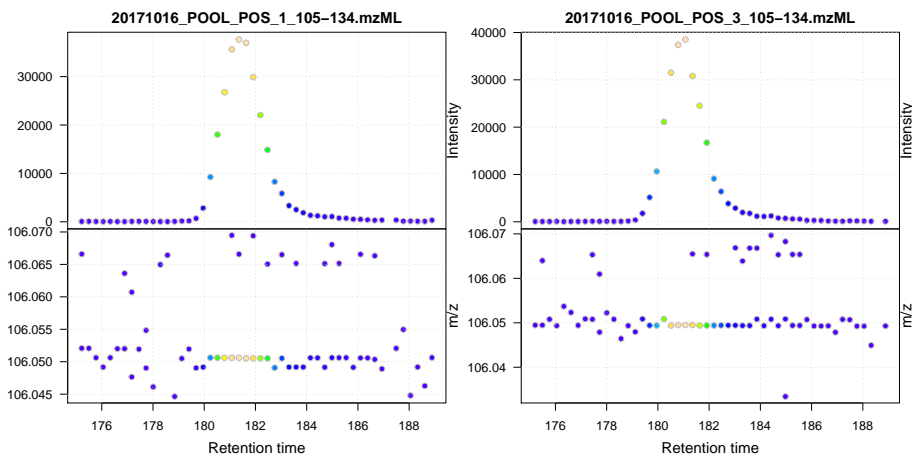 20171016_POOL_POS_1_105−134.mzML
30000
20000
10000
0
Intensity
106.070
106.065
106.060
106.055
106.050
106.045
m/z
176 178 180 182 184 186 188
Retention time
20171016_POOL_POS_3_105−134.mzML
40000
30000
20000
10000
0
Intensity
106.07
106.06
106.05
106.04
m/z
176 178 180 182 184 186 188
Retention time